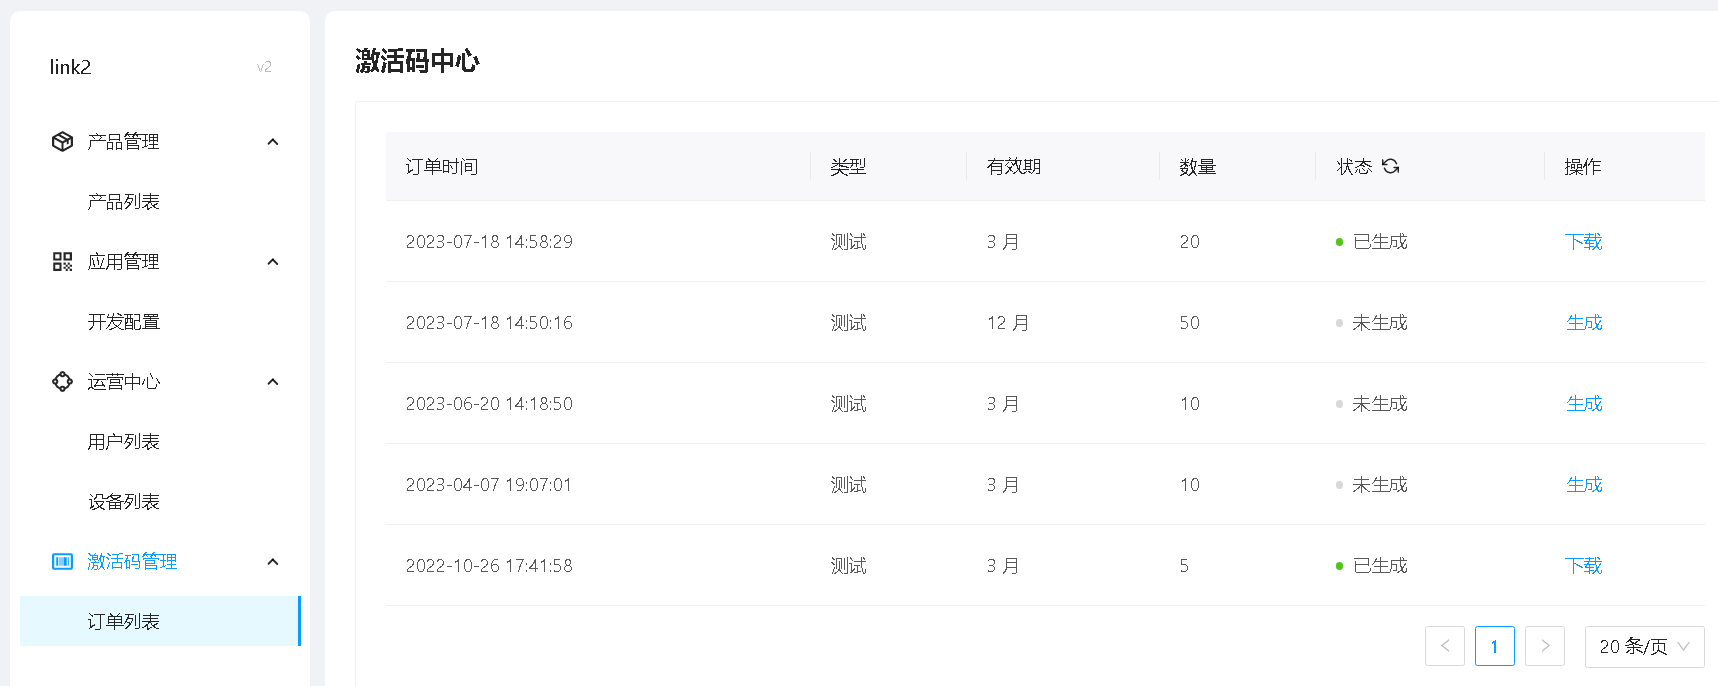 link2 v2
产品管理
产品列表
应用管理
开发配置
运营中心
用户列表
设备列表
激活码管理
订单列表
激活码中心
订单时间 类型 有效期 数量 状态 操作
2023-07-18 14:58:29 测试 3 月 20 已生成 下载
2023-07-18 14:50:16 测试 12 月 50 未生成 生成
2023-06-20 14:18:50 测试 3 月 10 未生成 生成
2023-04-07 19:07:01 测试 3 月 10 未生成 生成
2022-10-26 17:41:58 测试 3 月 5 已生成 下载
1 20 条/页